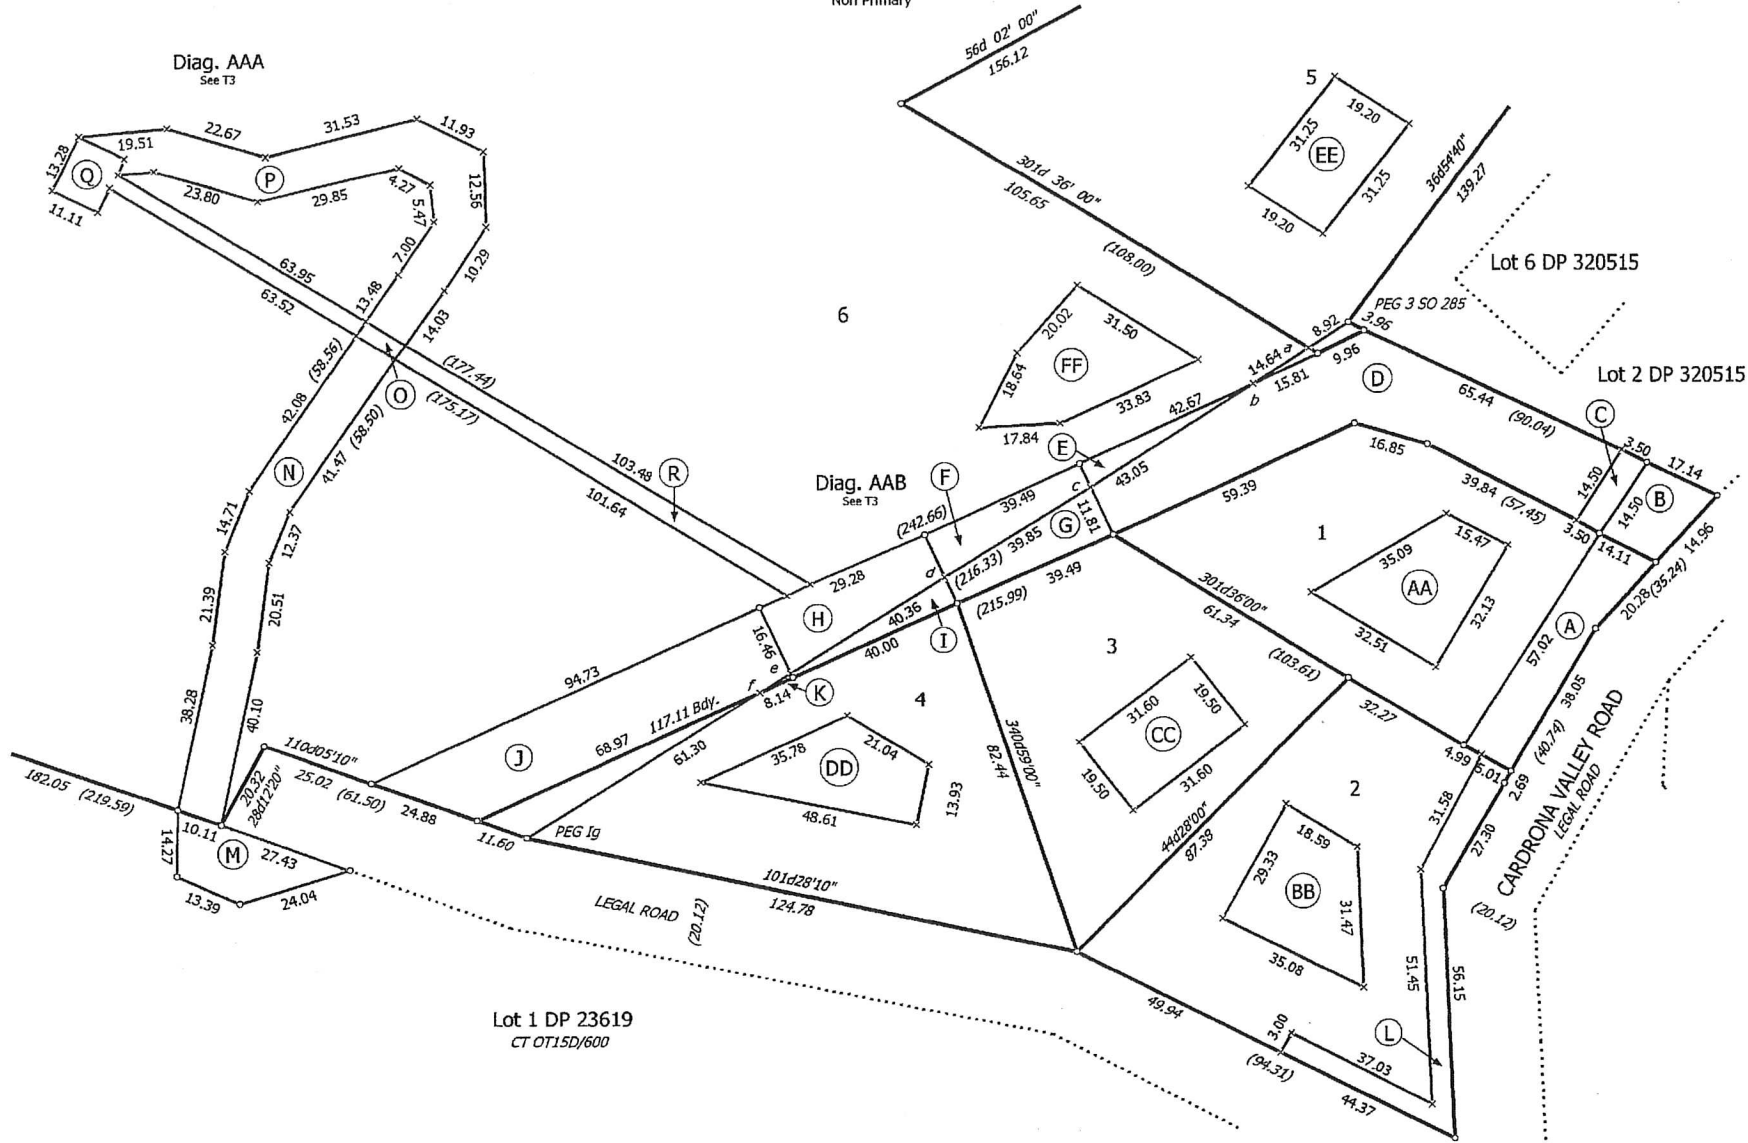 Non Primary
Diag. AAA
See T3
56d 02' 00"
156.12
5
19.20
31.25
EE
31.25
19.20
36d54'40"
139.27
301d 36' 00"
105.65
(108.00)
22.67
31.53
11.93
19.51
13.28
Q
P
11.11
23.80
29.85
4.27
5.47
12.56
7.00
10.29
63.95
63.52
13.48
14.03
(58.56)
O
(177.44)
(175.17)
42.08
(58.50)
41.47
N
14.71
12.37
21.39
20.51
38.28
40.10
103.48
101.64
R
6
Lot 6 DP 320515
PEG 3 SO 285
8.92
3.96
a
14.64
9.96
15.81
b
D
20.02
31.50
FF
18.64
33.83
17.84
42.67
Lot 2 DP 320515
65.44
(90.04)
C
3.50
17.14
14.50
14.50
B
14.96
3.50
14.11
16.85
39.84
(57.45)
E
c
43.05
59.39
11.81
G
Diag. AAB
See T3
F
39.49
(242.66)
39.85
d
(216.33)
39.49
(215.99)
29.28
H
40.36
I
40.00
16.46
e
f
K
8.14
94.73
J
117.11 Bdy.
68.97
61.30
1
15.47
35.09
AA
32.13
32.51
301d36'00"
61.34
(103.61)
32.27
20.28
(35.24)
A
57.02
38.05
(40.74)
4.99
5.01
2.69
3
31.60
19.50
CC
19.50
31.60
4
35.78
21.04
DD
13.93
48.61
340d59'00"
82.44
44d28'00"
87.38
2
18.59
29.33
BB
31.47
35.08
31.58
27.30
51.45
56.15
L
3.00
37.03
49.94
(94.31)
44.37
CARDRONA VALLEY ROAD
LEGAL ROAD
(20.12)
182.05
(219.59)
10.11
14.27
M
27.43
13.39
24.04
20.32
28d12'20"
110d05'10"
25.02
(61.50)
24.88
11.60
PEG Ig
101d28'10"
124.78
LEGAL ROAD
(20.12)
Lot 1 DP 23619
CT OT15D/600